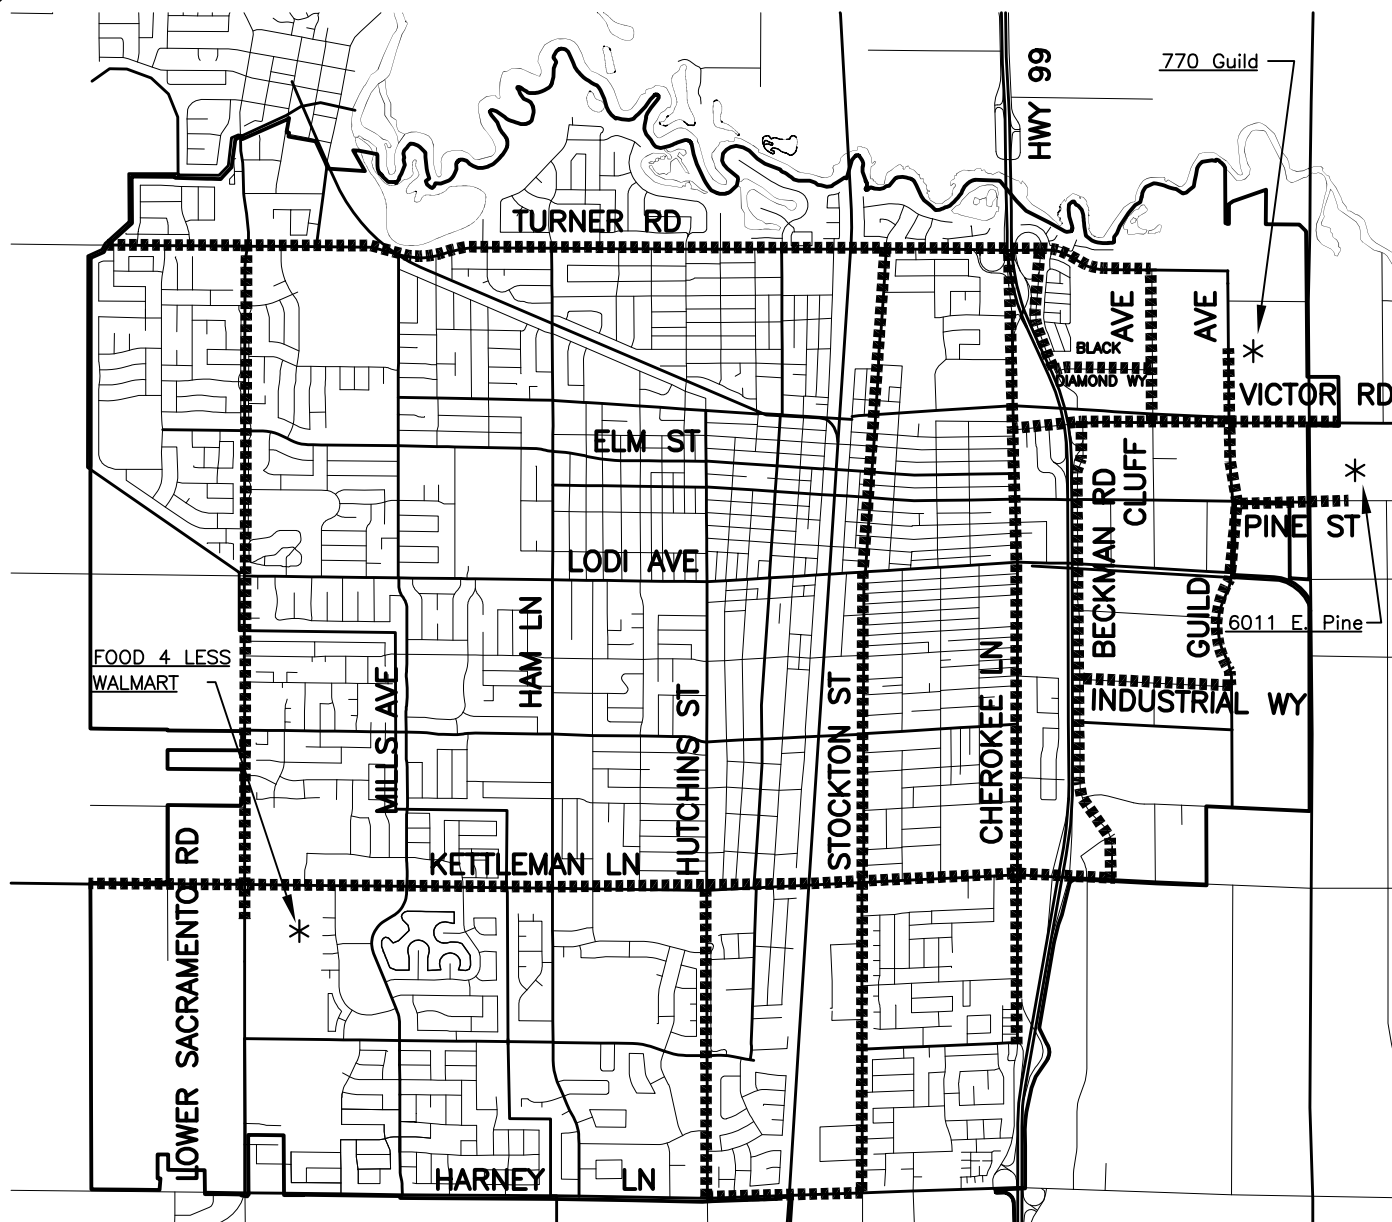 HWY 99
770 Guild
TURNER RD
AVE
AVE
BLACK
DIAMOND WY
VICTOR RD
ELM ST
CLUFF
BECKMAN RD
PINE ST
LODI AVE
GUILD
6011 E. Pine
HAM LN
FOOD 4 LESS
WALMART
MILLS AVE
HUTCHINS ST
STOCKTON ST
CHEROKEE LN
INDUSTRIAL WY
KETTLEMAN LN
LOWER SACRAMENTO RD
HARNEY LN